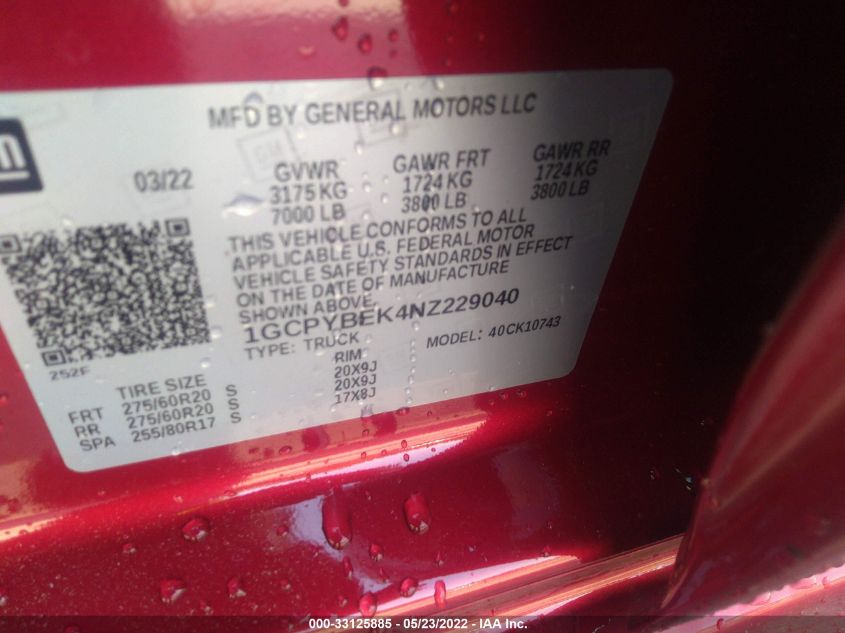 MFD BY GENERAL MOTORS LLC
gm
03/22
GVWR GAWR FRT GAWR RR
3175 KG 1724 KG 1724 KG
7000 LB 3800 LB 3800 LB
THIS VEHICLE CONFORMS TO ALL
APPLICABLE U.S. FEDERAL MOTOR
VEHICLE SAFETY STANDARDS IN EFFECT
ON THE DATE OF MANUFACTURE
SHOWN ABOVE.
1GCPYBEK4NZ229040
TYPE: TRUCK MODEL: 40CK10743
252F
TIRE SIZE RIM
FRT 275/60R20 S 20X9J
RR 275/60R20 S 20X9J
SPA 255/80R17 S 17X8J
000-33125885 - 05/23/2022 - IAA Inc.